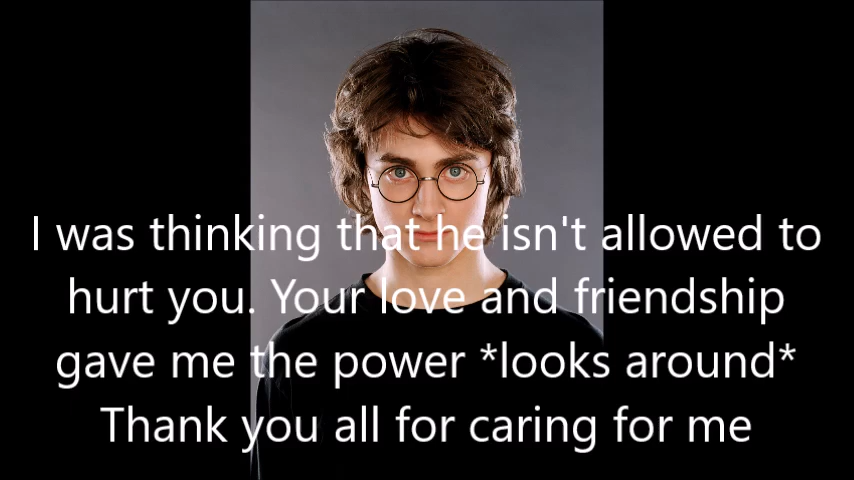 I was thinking that he isn't allowed to
hurt you. Your love and friendship
gave me the power *looks around*
Thank you all for caring for me